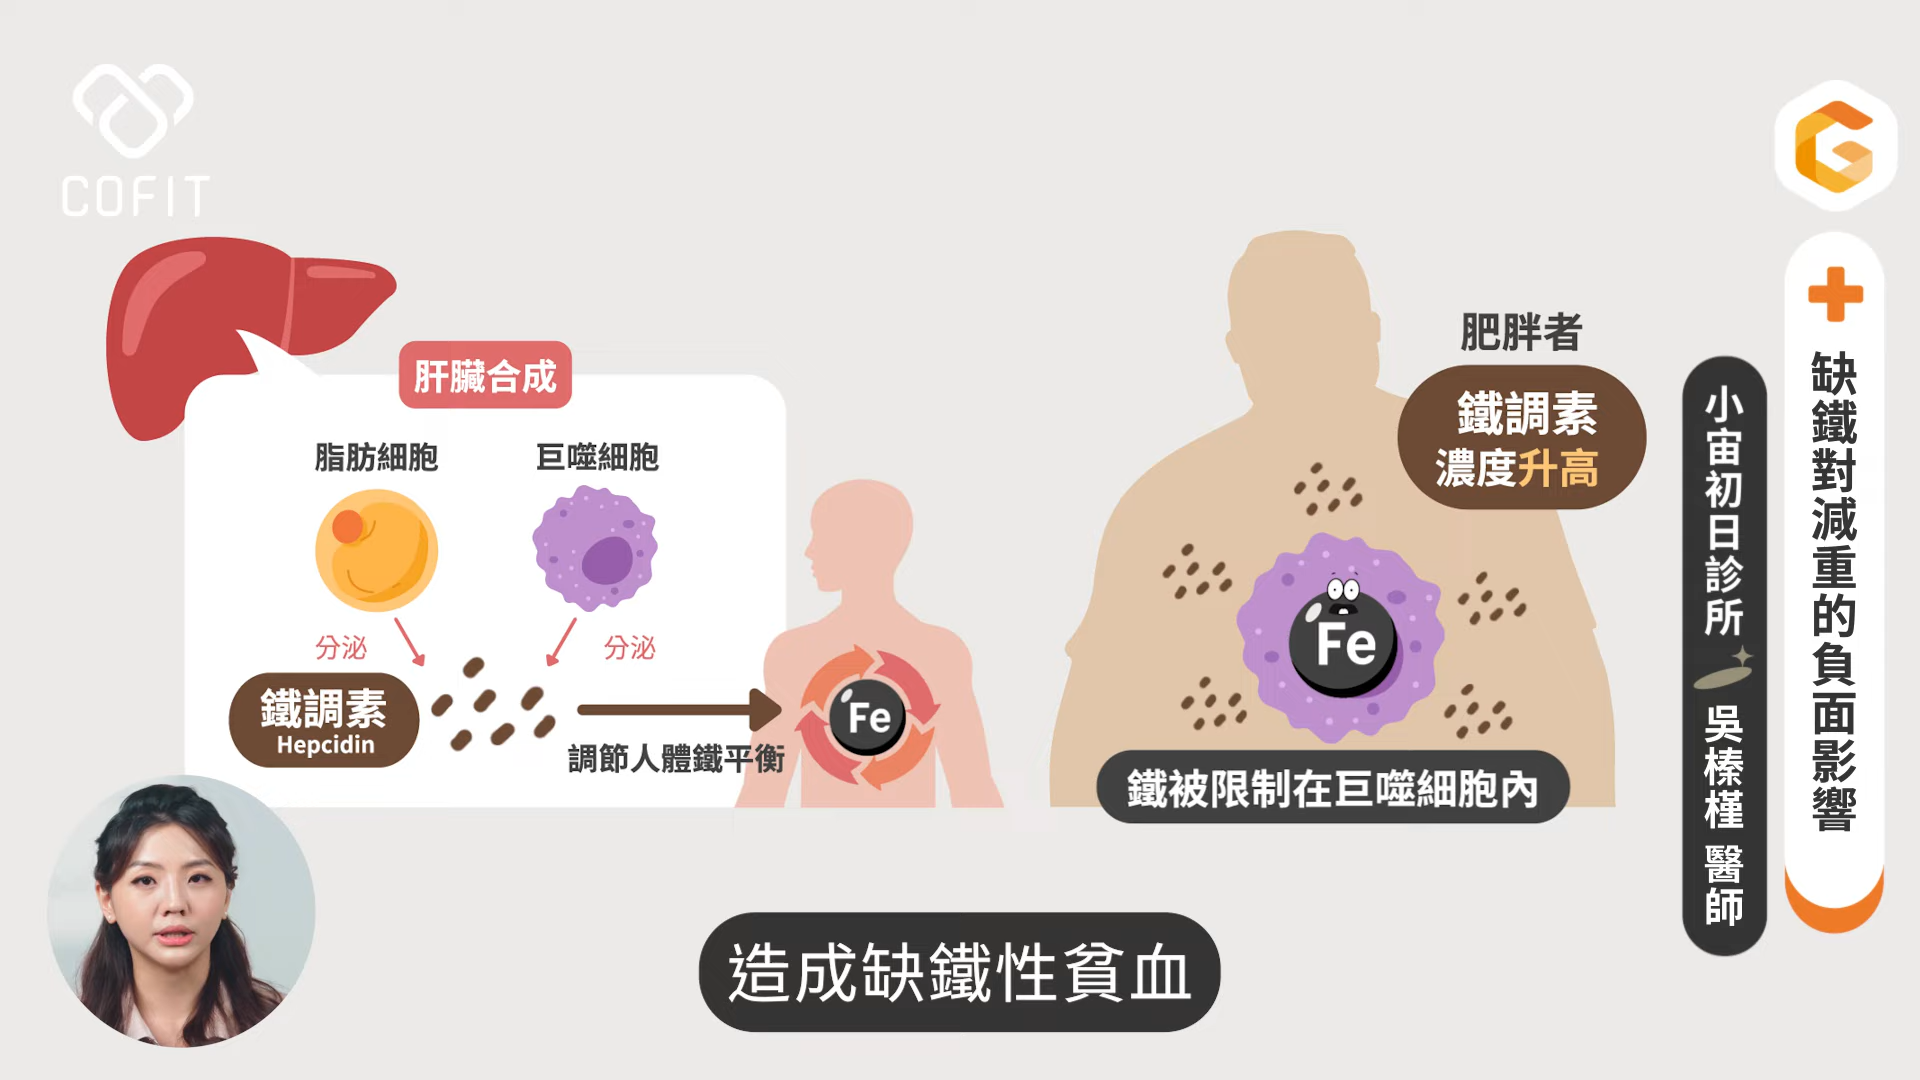 COFIT
肝臟合成
脂肪細胞
巨噬細胞
分泌
分泌
鐵調素
Hepcidin
調節人體鐵平衡
Fe
肥胖者
鐵調素
濃度升高
Fe
鐵被限制在巨噬細胞內
造成缺鐵性貧血
小宙初日診所
吳榛槿 醫師
缺鐵對減重的負面影響